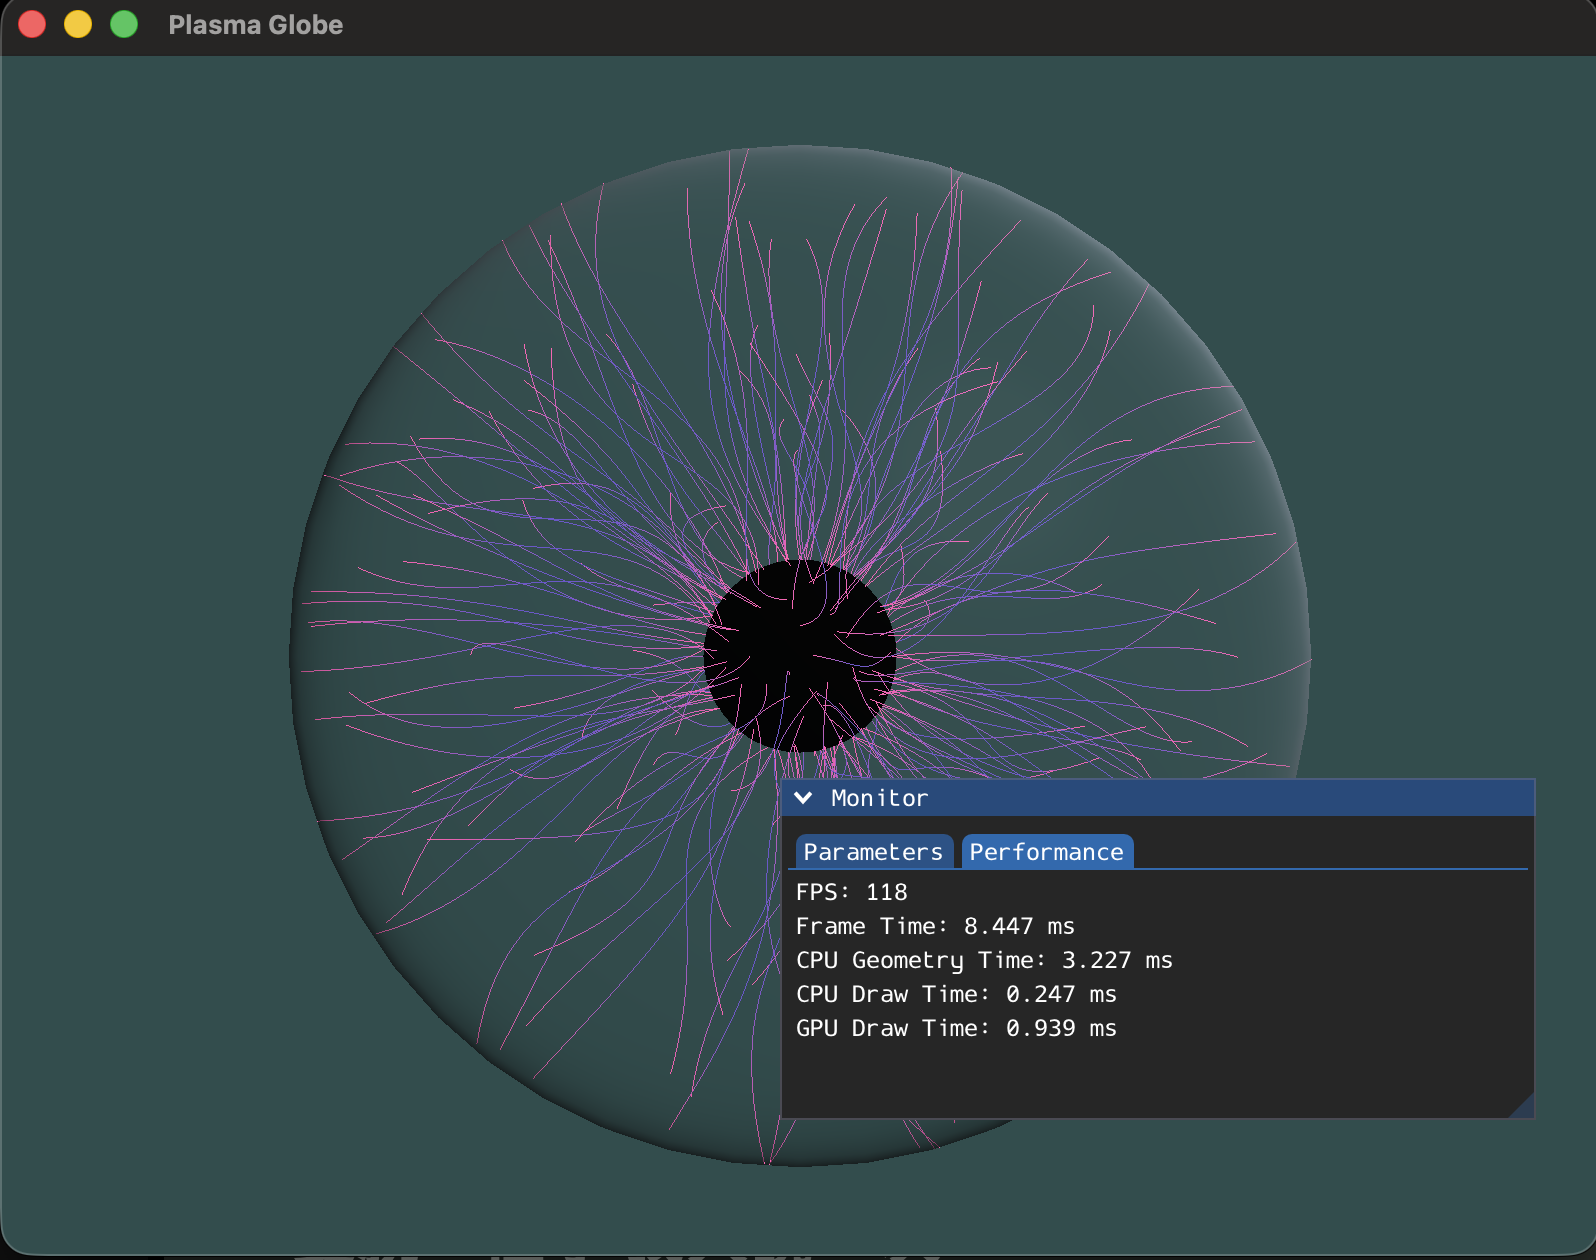 Plasma Globe
Monitor
Parameters Performance
FPS: 118
Frame Time: 8.447 ms
CPU Geometry Time: 3.227 ms
CPU Draw Time: 0.247 ms
GPU Draw Time: 0.939 ms